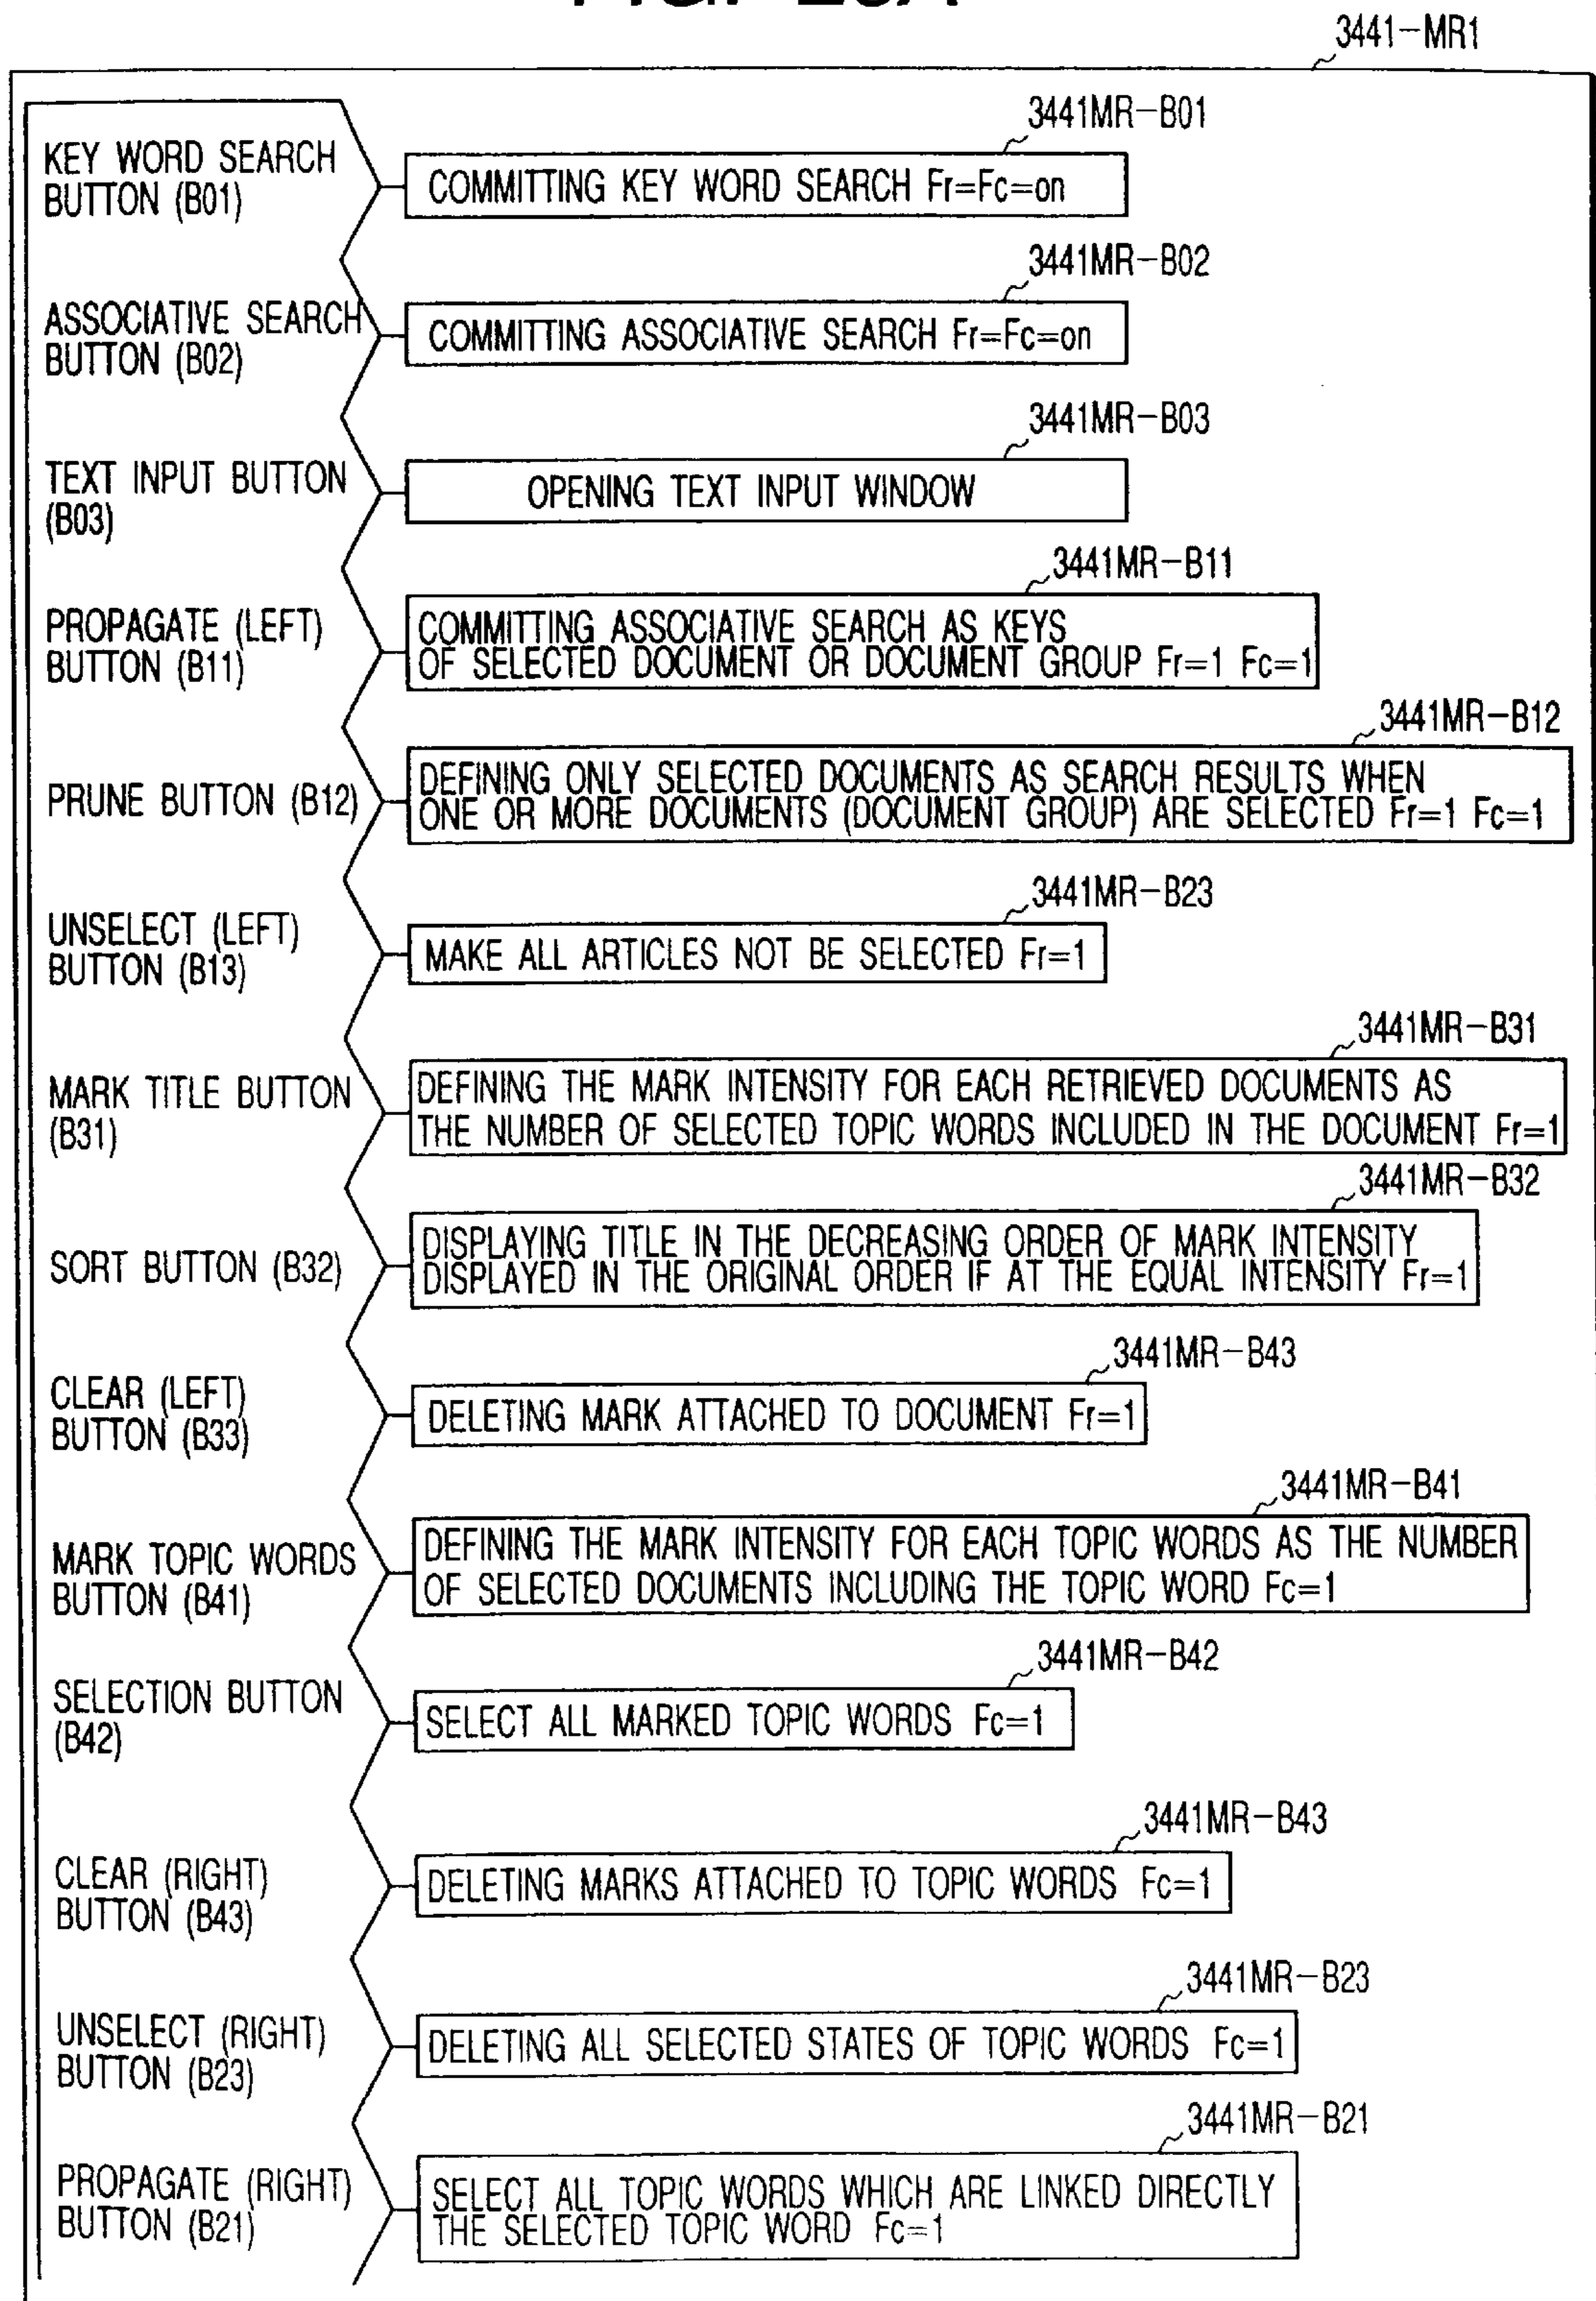 3441-MR1
3441MR-B01
KEY WORD SEARCH
BUTTON (B01)
COMMITTING KEY WORD SEARCH Fr=Fc=on
3441MR-B02
ASSOCIATIVE SEARCH
BUTTON (B02)
COMMITTING ASSOCIATIVE SEARCH Fr=Fc=on
3441MR-B03
TEXT INPUT BUTTON
(B03)
OPENING TEXT INPUT WINDOW
3441MR-B11
PROPAGATE (LEFT)
BUTTON (B11)
COMMITTING ASSOCIATIVE SEARCH AS KEYS
OF SELECTED DOCUMENT OR DOCUMENT GROUP Fr=1 Fc=1
3441MR-B12
PRUNE BUTTON (B12)
DEFINING ONLY SELECTED DOCUMENTS AS SEARCH RESULTS WHEN
ONE OR MORE DOCUMENTS (DOCUMENT GROUP) ARE SELECTED Fr=1 Fc=1
3441MR-B23
UNSELECT (LEFT)
BUTTON (B13)
MAKE ALL ARTICLES NOT BE SELECTED Fr=1
3441MR-B31
MARK TITLE BUTTON
(B31)
DEFINING THE MARK INTENSITY FOR EACH RETRIEVED DOCUMENTS AS
THE NUMBER OF SELECTED TOPIC WORDS INCLUDED IN THE DOCUMENT Fr=1
3441MR-B32
SORT BUTTON (B32)
DISPLAYING TITLE IN THE DECREASING ORDER OF MARK INTENSITY
DISPLAYED IN THE ORIGINAL ORDER IF AT THE EQUAL INTENSITY Fr=1
3441MR-B43
CLEAR (LEFT)
BUTTON (B33)
DELETING MARK ATTACHED TO DOCUMENT Fr=1
3441MR-B41
MARK TOPIC WORDS
BUTTON (B41)
DEFINING THE MARK INTENSITY FOR EACH TOPIC WORDS AS THE NUMBER
OF SELECTED DOCUMENTS INCLUDING THE TOPIC WORD Fc=1
3441MR-B42
SELECTION BUTTON
(B42)
SELECT ALL MARKED TOPIC WORDS Fc=1
3441MR-B43
CLEAR (RIGHT)
BUTTON (B43)
DELETING MARKS ATTACHED TO TOPIC WORDS Fc=1
3441MR-B23
UNSELECT (RIGHT)
BUTTON (B23)
DELETING ALL SELECTED STATES OF TOPIC WORDS Fc=1
3441MR-B21
PROPAGATE (RIGHT)
BUTTON (B21)
SELECT ALL TOPIC WORDS WHICH ARE LINKED DIRECTLY
THE SELECTED TOPIC WORD Fc=1